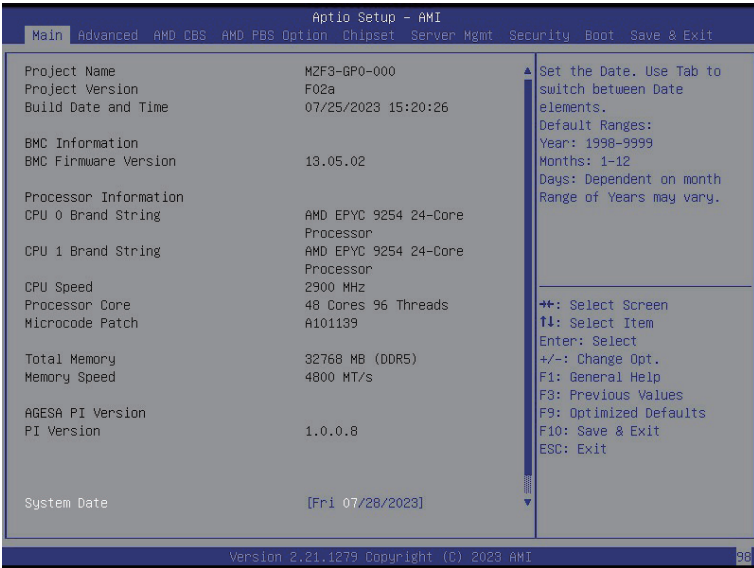 Aptio Setup – AMI
Main Advanced AMD CBS AMD PBS Option Chipset Server Mgmt Security Boot Save & Exit
Project Name MZF3-GP0-000
Project Version F02a
Build Date and Time 07/25/2023 15:20:26
BMC Information
BMC Firmware Version 13.05.02
Processor Information
CPU 0 Brand String AMD EPYC 9254 24-Core
Processor
CPU 1 Brand String AMD EPYC 9254 24-Core
Processor
CPU Speed 2900 MHz
Processor Core 48 Cores 96 Threads
Microcode Patch A101139
Total Memory 32768 MB (DDR5)
Memory Speed 4800 MT/s
AGESA PI Version
PI Version 1.0.0.8
System Date [Fri 07/28/2023]
Set the Date. Use Tab to
switch between Date
elements.
Default Ranges:
Year: 1998-9999
Months: 1-12
Days: Dependent on month
Range of Years may vary.
→←: Select Screen
↑↓: Select Item
Enter: Select
+/-: Change Opt.
F1: General Help
F3: Previous Values
F9: Optimized Defaults
F10: Save & Exit
ESC: Exit
Version 2.21.1279 Copyright (C) 2023 AMI
98